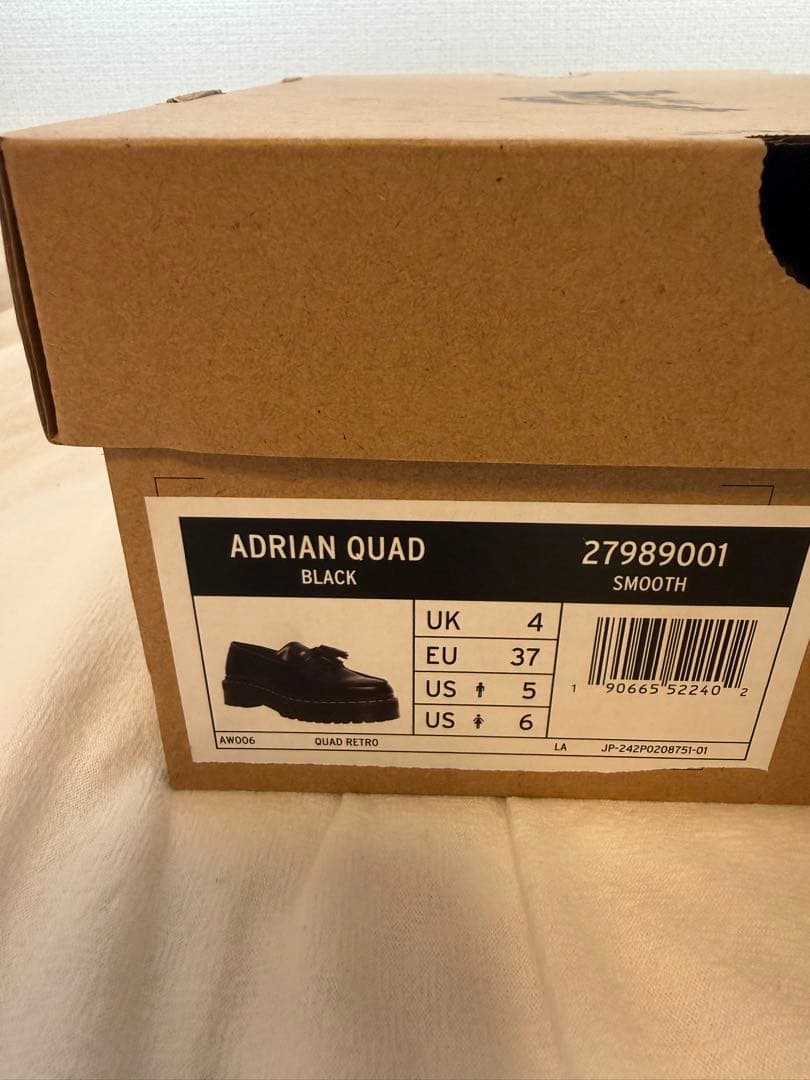 ADRIAN QUAD
BLACK
27989001
SMOOTH
UK 4
EU 37
US 5
US 6
1 90665 52240 2
AW006
QUAD RETRO
LA
JP-242P0208751-01